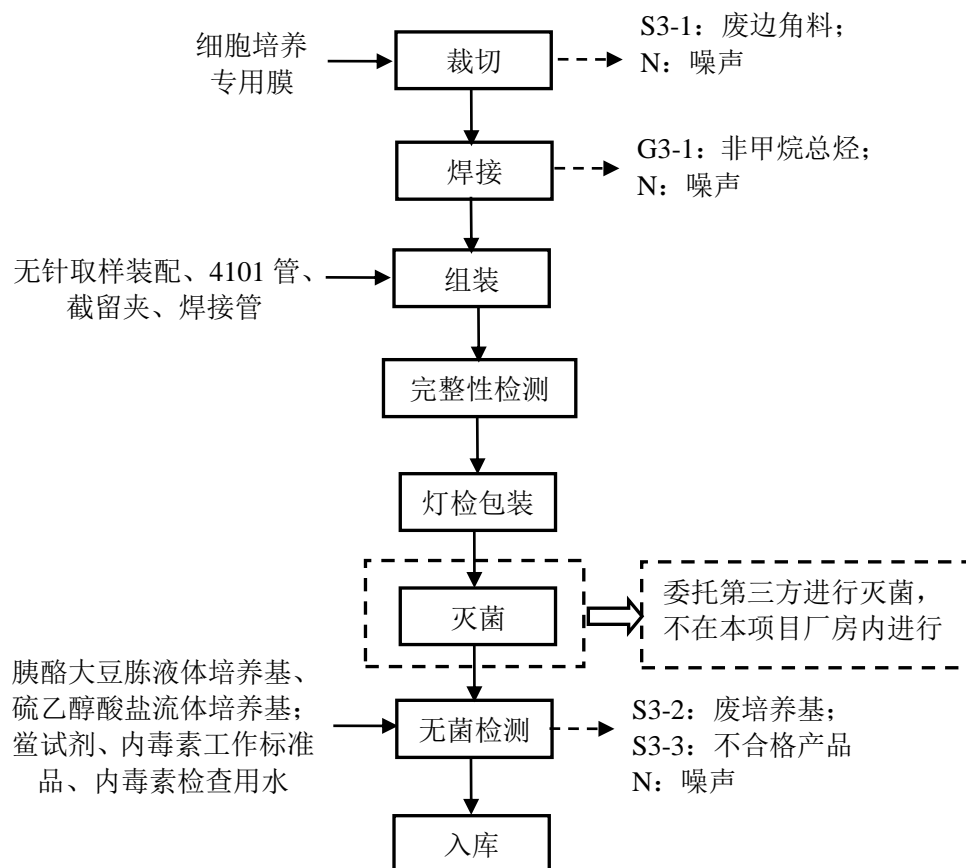 细胞培养
专用膜
裁切
S3-1：废边角料；
N：噪声
焊接
G3-1：非甲烷总烃；
N：噪声
无针取样装配、4101 管、
截留夹、焊接管
组装
完整性检测
灯检包装
灭菌
委托第三方进行灭菌，
不在本项目厂房内进行
胰酪大豆胨液体培养基、
硫乙醇酸盐流体培养基；
鲎试剂、内毒素工作标准
品、内毒素检查用水
无菌检测
S3-2：废培养基；
S3-3：不合格产品
N：噪声
入库